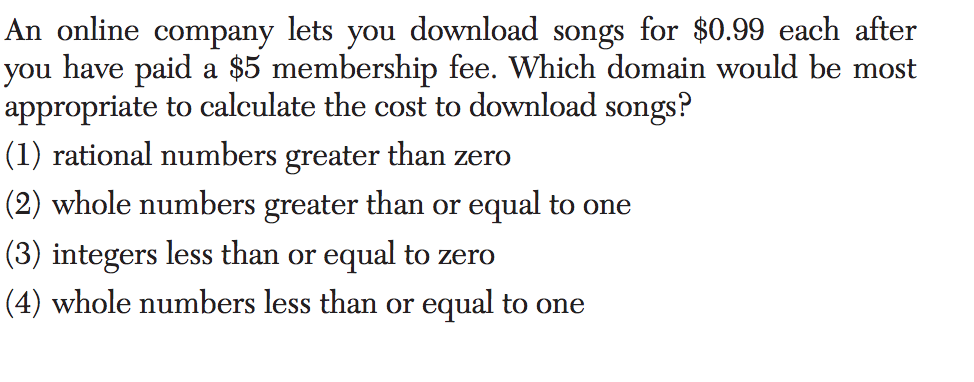 An online company lets you download songs for $0.99 each after
you have paid a $5 membership fee. Which domain would be most
appropriate to calculate the cost to download songs?
(1) rational numbers greater than zero
(2) whole numbers greater than or equal to one
(3) integers less than or equal to zero
(4) whole numbers less than or equal to one